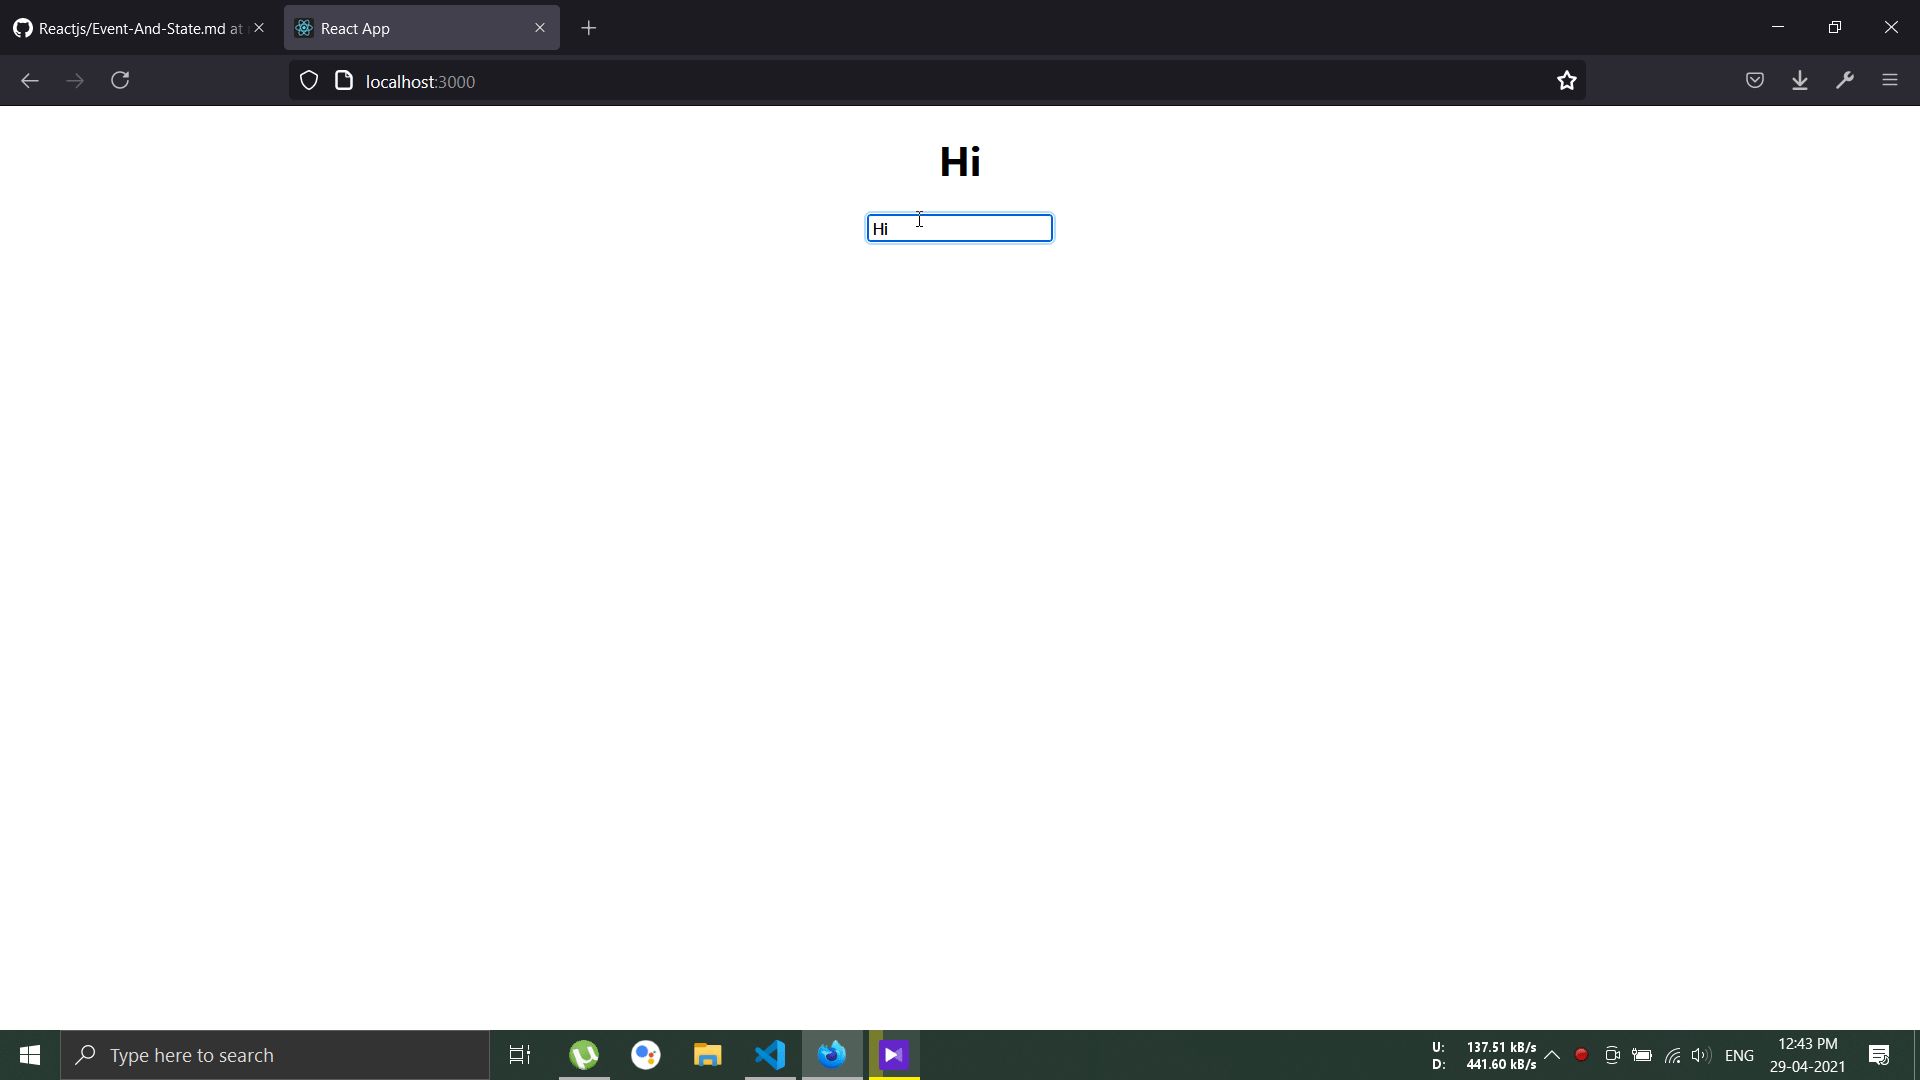 Reactjs/Event-And-State.md at
React App
localhost:3000
Hi
Hi
Type here to search
U: 137.51 kB/s
D: 441.60 kB/s
ENG
12:43 PM
29-04-2021